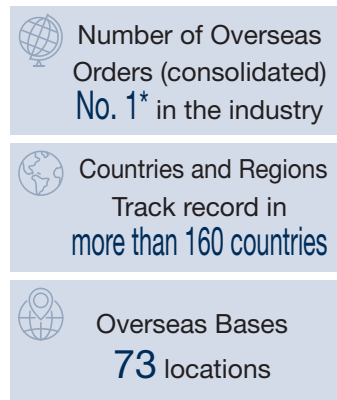 Number of Overseas
Orders (consolidated)
No. 1* in the industry
Countries and Regions
Track record in
more than 160 countries
Overseas Bases
73 locations